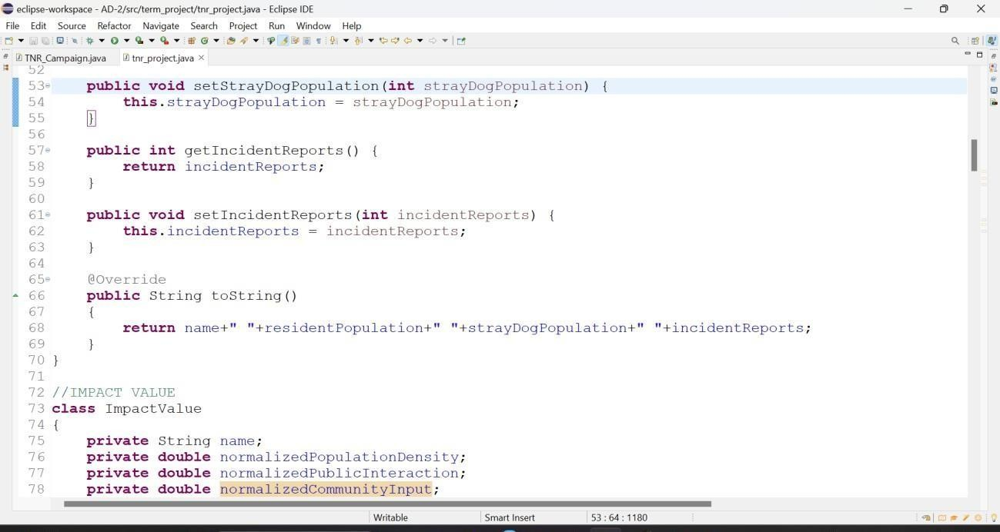 eclipse-workspace - AD-2/src/term_project/tnr_project.java - Eclipse IDE
File Edit Source Refactor Navigate Search Project Run Window Help
TNR_Campaign.java tnr_project.java
52
53 public void setStrayDogPopulation(int strayDogPopulation) {
54 this.strayDogPopulation = strayDogPopulation;
55 }
56
57 public int getIncidentReports() {
58 return incidentReports;
59 }
60
61 public void setIncidentReports(int incidentReports) {
62 this.incidentReports = incidentReports;
63 }
64
65 @Override
66 public String toString()
67 {
68 return name+" "+residentPopulation+" "+strayDogPopulation+" "+incidentReports;
69 }
70 }
71
72 //IMPACT VALUE
73 class ImpactValue
74 {
75 private String name;
76 private double normalizedPopulationDensity;
77 private double normalizedPublicInteraction;
78 private double normalizedCommunityInput;
Writable Smart Insert 53 : 64 : 1180